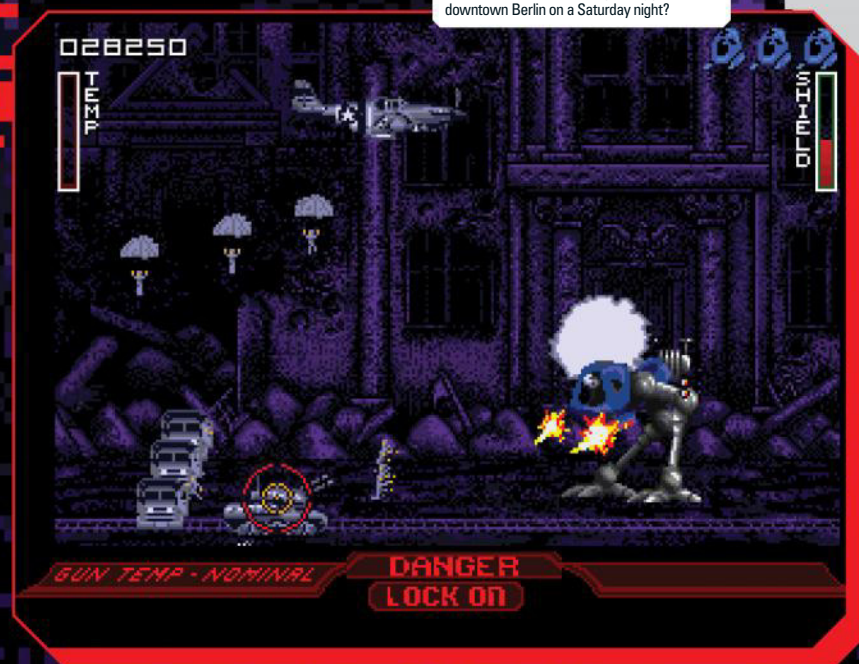 downtown Berlin on a Saturday night?
028250
TEMP
SHIELD
GUN TEMP - NOMINAL
DANGER
LOCK ON